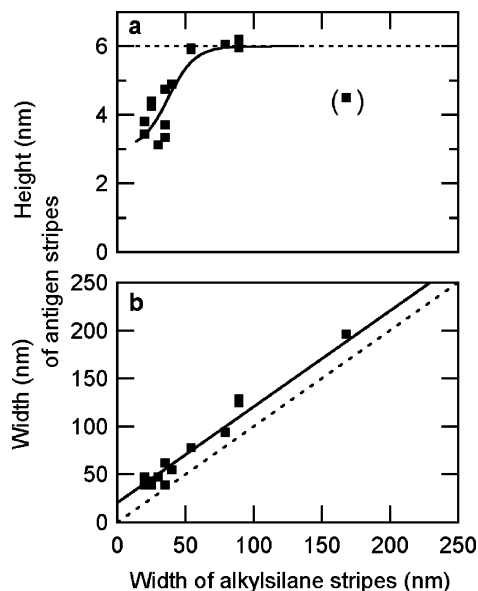 a
6
4
2
0
( )
Height (nm)
of antigen stripes
b
250
200
150
100
50
0
Width (nm)
0 50 100 150 200 250
Width of alkylsilane stripes (nm)